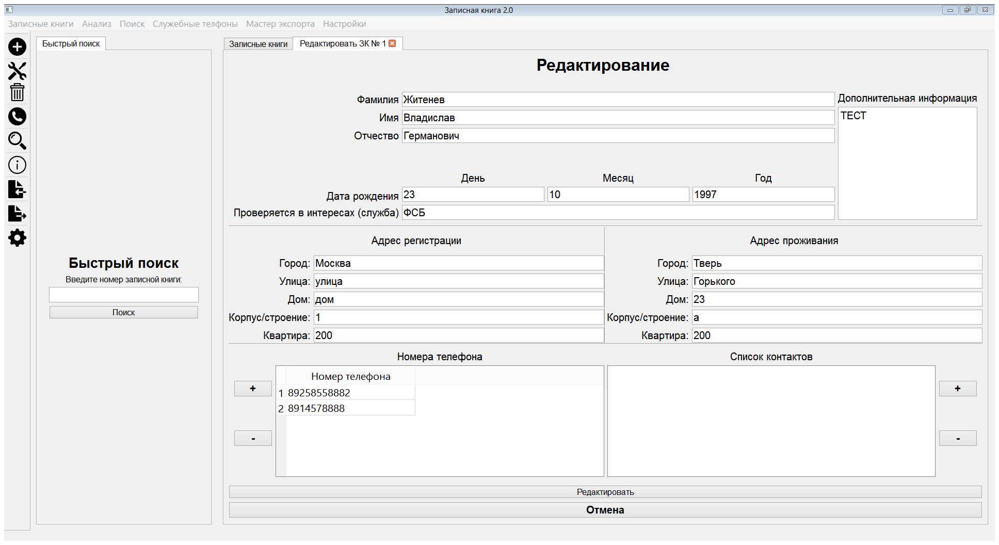 Записная книга 2.0
Записные книги Анализ Поиск Служебные телфоны Мастер экспорта Настройки
Быстрый поиск
Быстрый поиск
Введите номер записной книги:
Поиск
Записные книги Редактировать ЗК № 1
Редактирование
Фамилия Житенев
Имя Владислав
Отчество Германович
Дополнительная информация
ТЕСТ
День Месяц Год
Дата рождения 23 10 1997
Проверяется в интересах (служба) ФСБ
Адрес регистрации
Город: Москва
Улица: улица
Дом: дом
Корпус/строение: 1
Квартира: 200
Адрес проживания
Город: Тверь
Улица: Горького
Дом: 23
Корпус/строение: а
Квартира: 200
Номера телефона
+
-
Номер телефона
1 89258558882
2 8914578888
Список контактов
+
-
Редактировать
Отмена